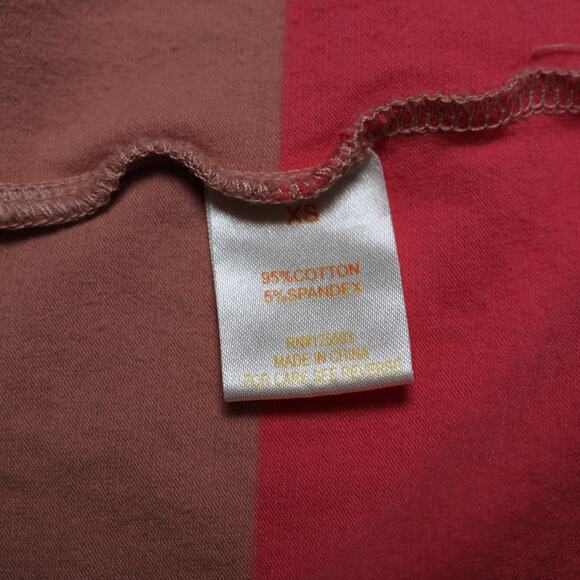 XS
95%COTTON
5%SPANDEX
MADE IN CHINA
FOR CARE SEE REVERSE